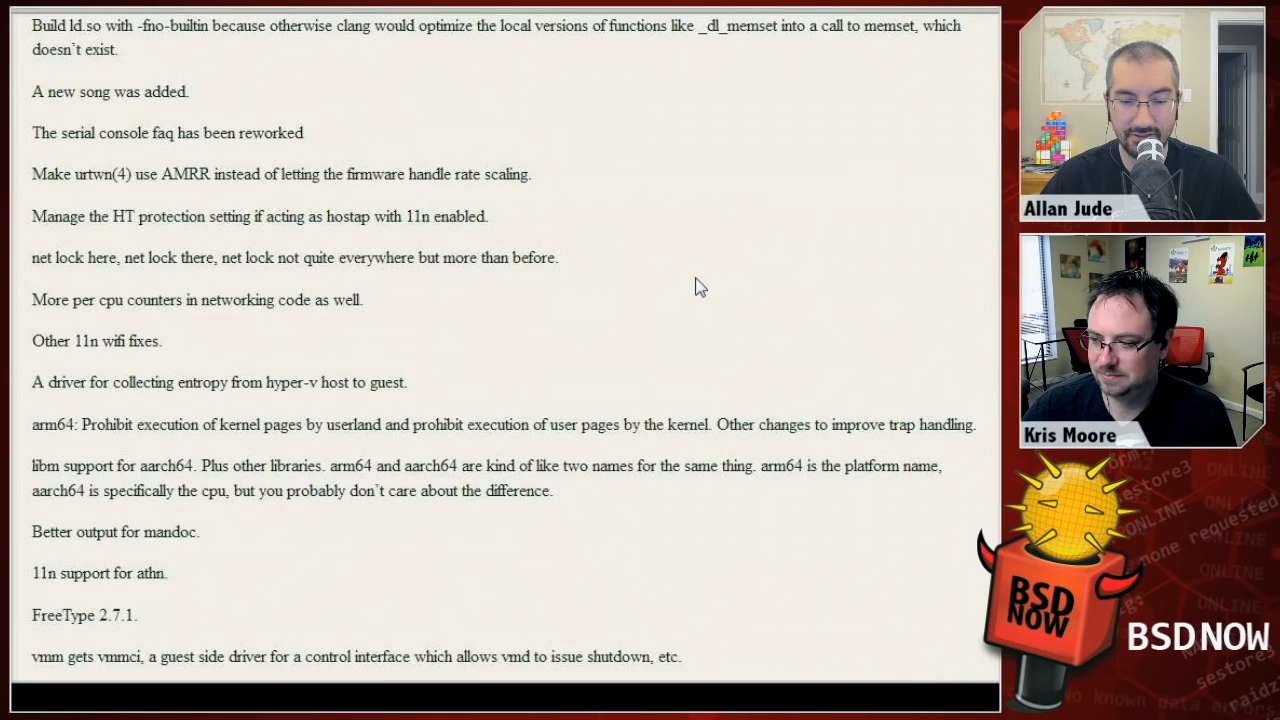 Build ld.so with -fno-builtin because otherwise clang would optimize the local versions of functions like _dl_memset into a call to memset, which
doesn't exist.
A new song was added.
The serial console faq has been reworked
Make urtwn(4) use AMRR instead of letting the firmware handle rate scaling.
Manage the HT protection setting if acting as hostap with 11n enabled.
net lock here, net lock there, net lock not quite everywhere but more than before.
More per cpu counters in networking code as well.
Other 11n wifi fixes.
A driver for collecting entropy from hyper-v host to guest.
arm64: Prohibit execution of kernel pages by userland and prohibit execution of user pages by the kernel. Other changes to improve trap handling.
libm support for aarch64. Plus other libraries. arm64 and aarch64 are kind of like two names for the same thing. arm64 is the platform name,
aarch64 is specifically the cpu, but you probably don't care about the difference.
Better output for mandoc.
11n support for athn.
FreeType 2.7.1.
vmm gets vmmci, a guest side driver for a control interface which allows vmd to issue shutdown, etc.
Allan Jude
Kris Moore
BSD
NOW
BSDNOW
ONLINE
ONLINE
none requested
ONLINE
ONLINE
No known data errors